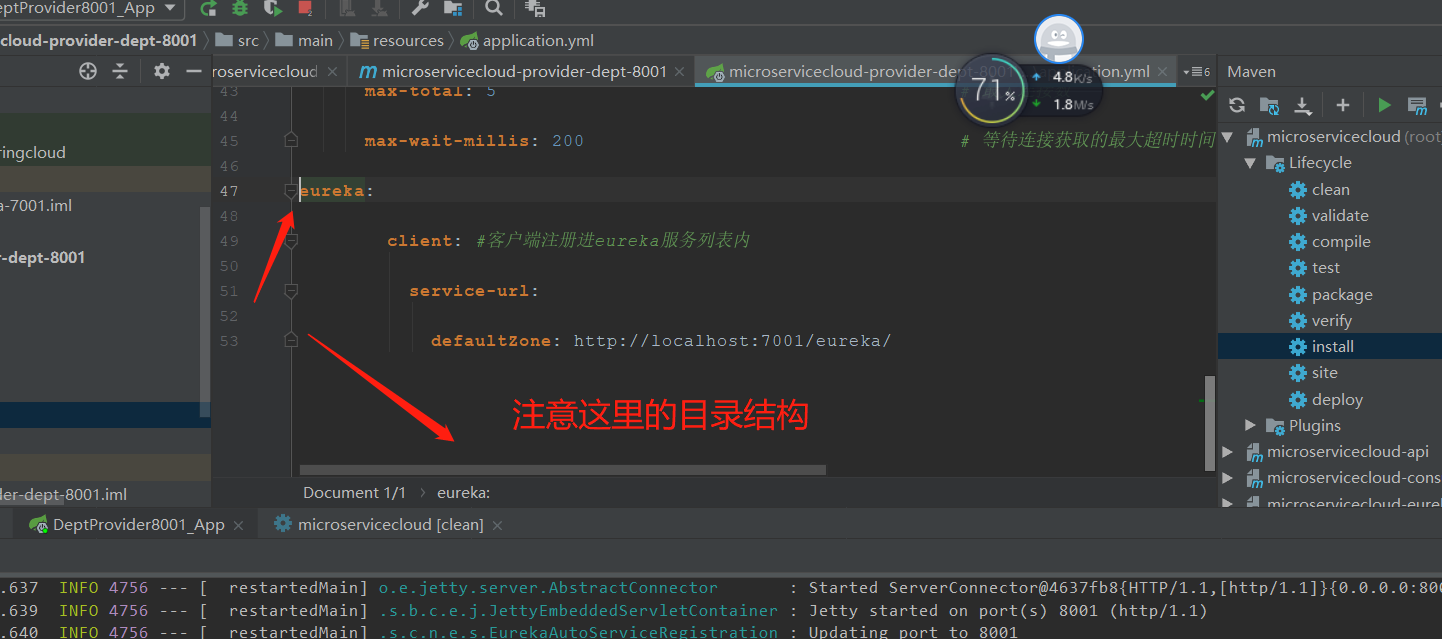 eptProvider8001_App
cloud-provider-dept-8001 src main resources application.yml
roservicecloud microservicecloud-provider-dept-8001 microservicecloud-provider-dep on.yml 6 Maven
71% 4.8K/s
1.8M/s
43 max-total: 5
44
45 max-wait-millis: 200 # 等待连接获取的最大超时时间
46
47 eureka:
48
49 client: #客户端注册进eureka服务列表内
50
51 service-url:
52
53 defaultZone: http://localhost:7001/eureka/
注意这里的目录结构
Document 1/1 eureka:
ringcloud
a-7001.iml
r-dept-8001
der-dept-8001.iml
microservicecloud (root
Lifecycle
clean
validate
compile
test
package
verify
install
site
deploy
Plugins
microservicecloud-api
microservicecloud-cons
microservicecloud-eurel
DeptProvider8001_App microservicecloud [clean]
.637 INFO 4756 --- [ restartedMain] o.e.jetty.server.AbstractConnector : Started ServerConnector@4637fb8{HTTP/1.1,[http/1.1]}{0.0.0.0:800
.639 INFO 4756 --- [ restartedMain] .s.b.c.e.j.JettyEmbeddedServletContainer : Jetty started on port(s) 8001 (http/1.1)
.640 INFO 4756 --- [ restartedMain] .s.c.n.e.s.EurekaAutoServiceRegistration : Updating port to 8001